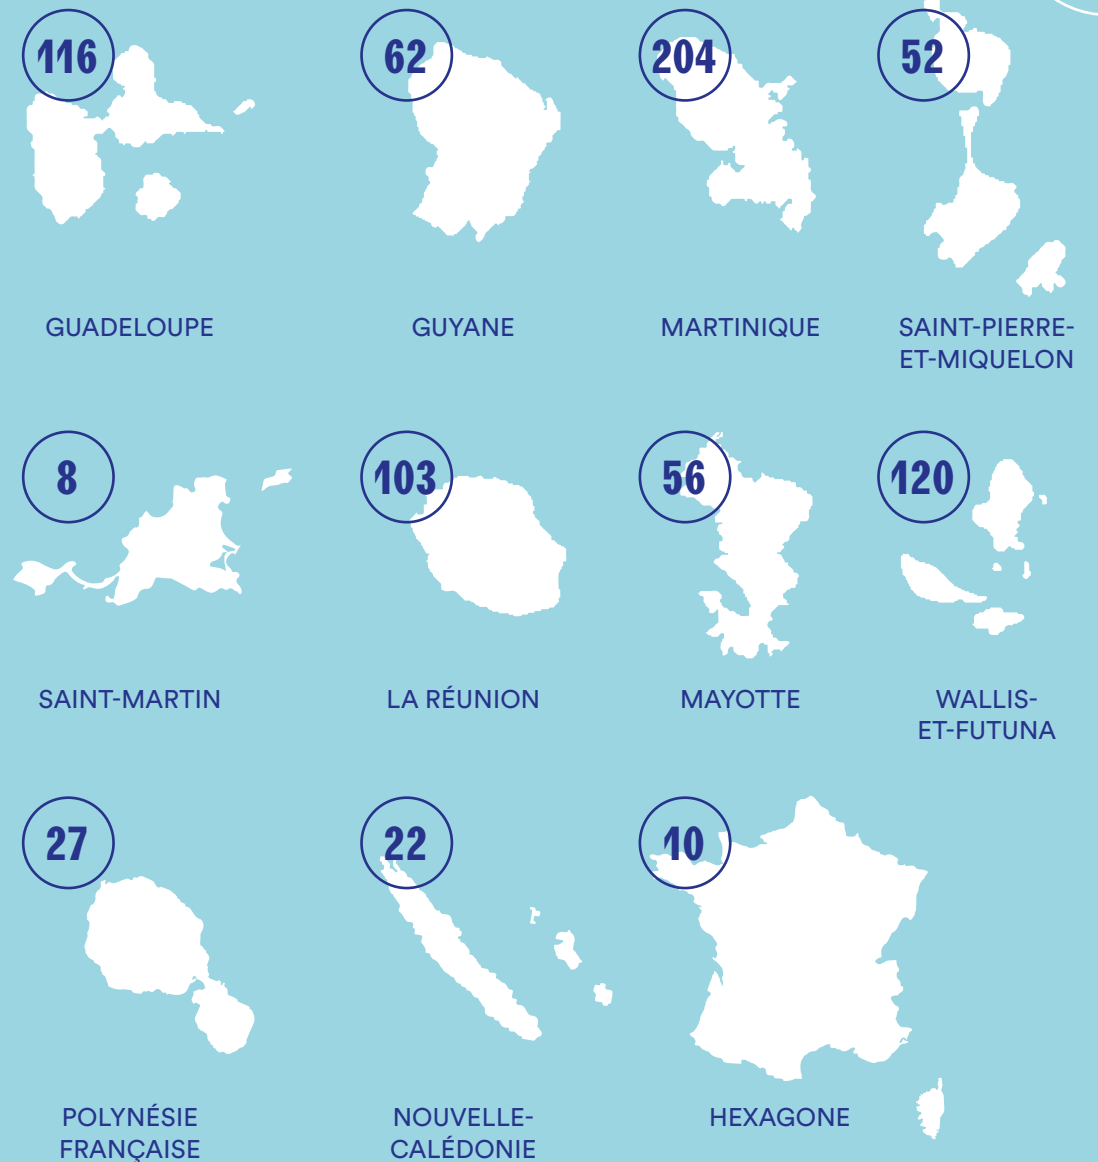 116
62
204
52
GUADELOUPE
GUYANE
MARTINIQUE
SAINT-PIERRE-
ET-MIQUELON
8
103
56
120
SAINT-MARTIN
LA RÉUNION
MAYOTTE
WALLIS-
ET-FUTUNA
27
22
10
POLYNÉSIE
FRANÇAISE
NOUVELLE-
CALÉDONIE
HEXAGONE